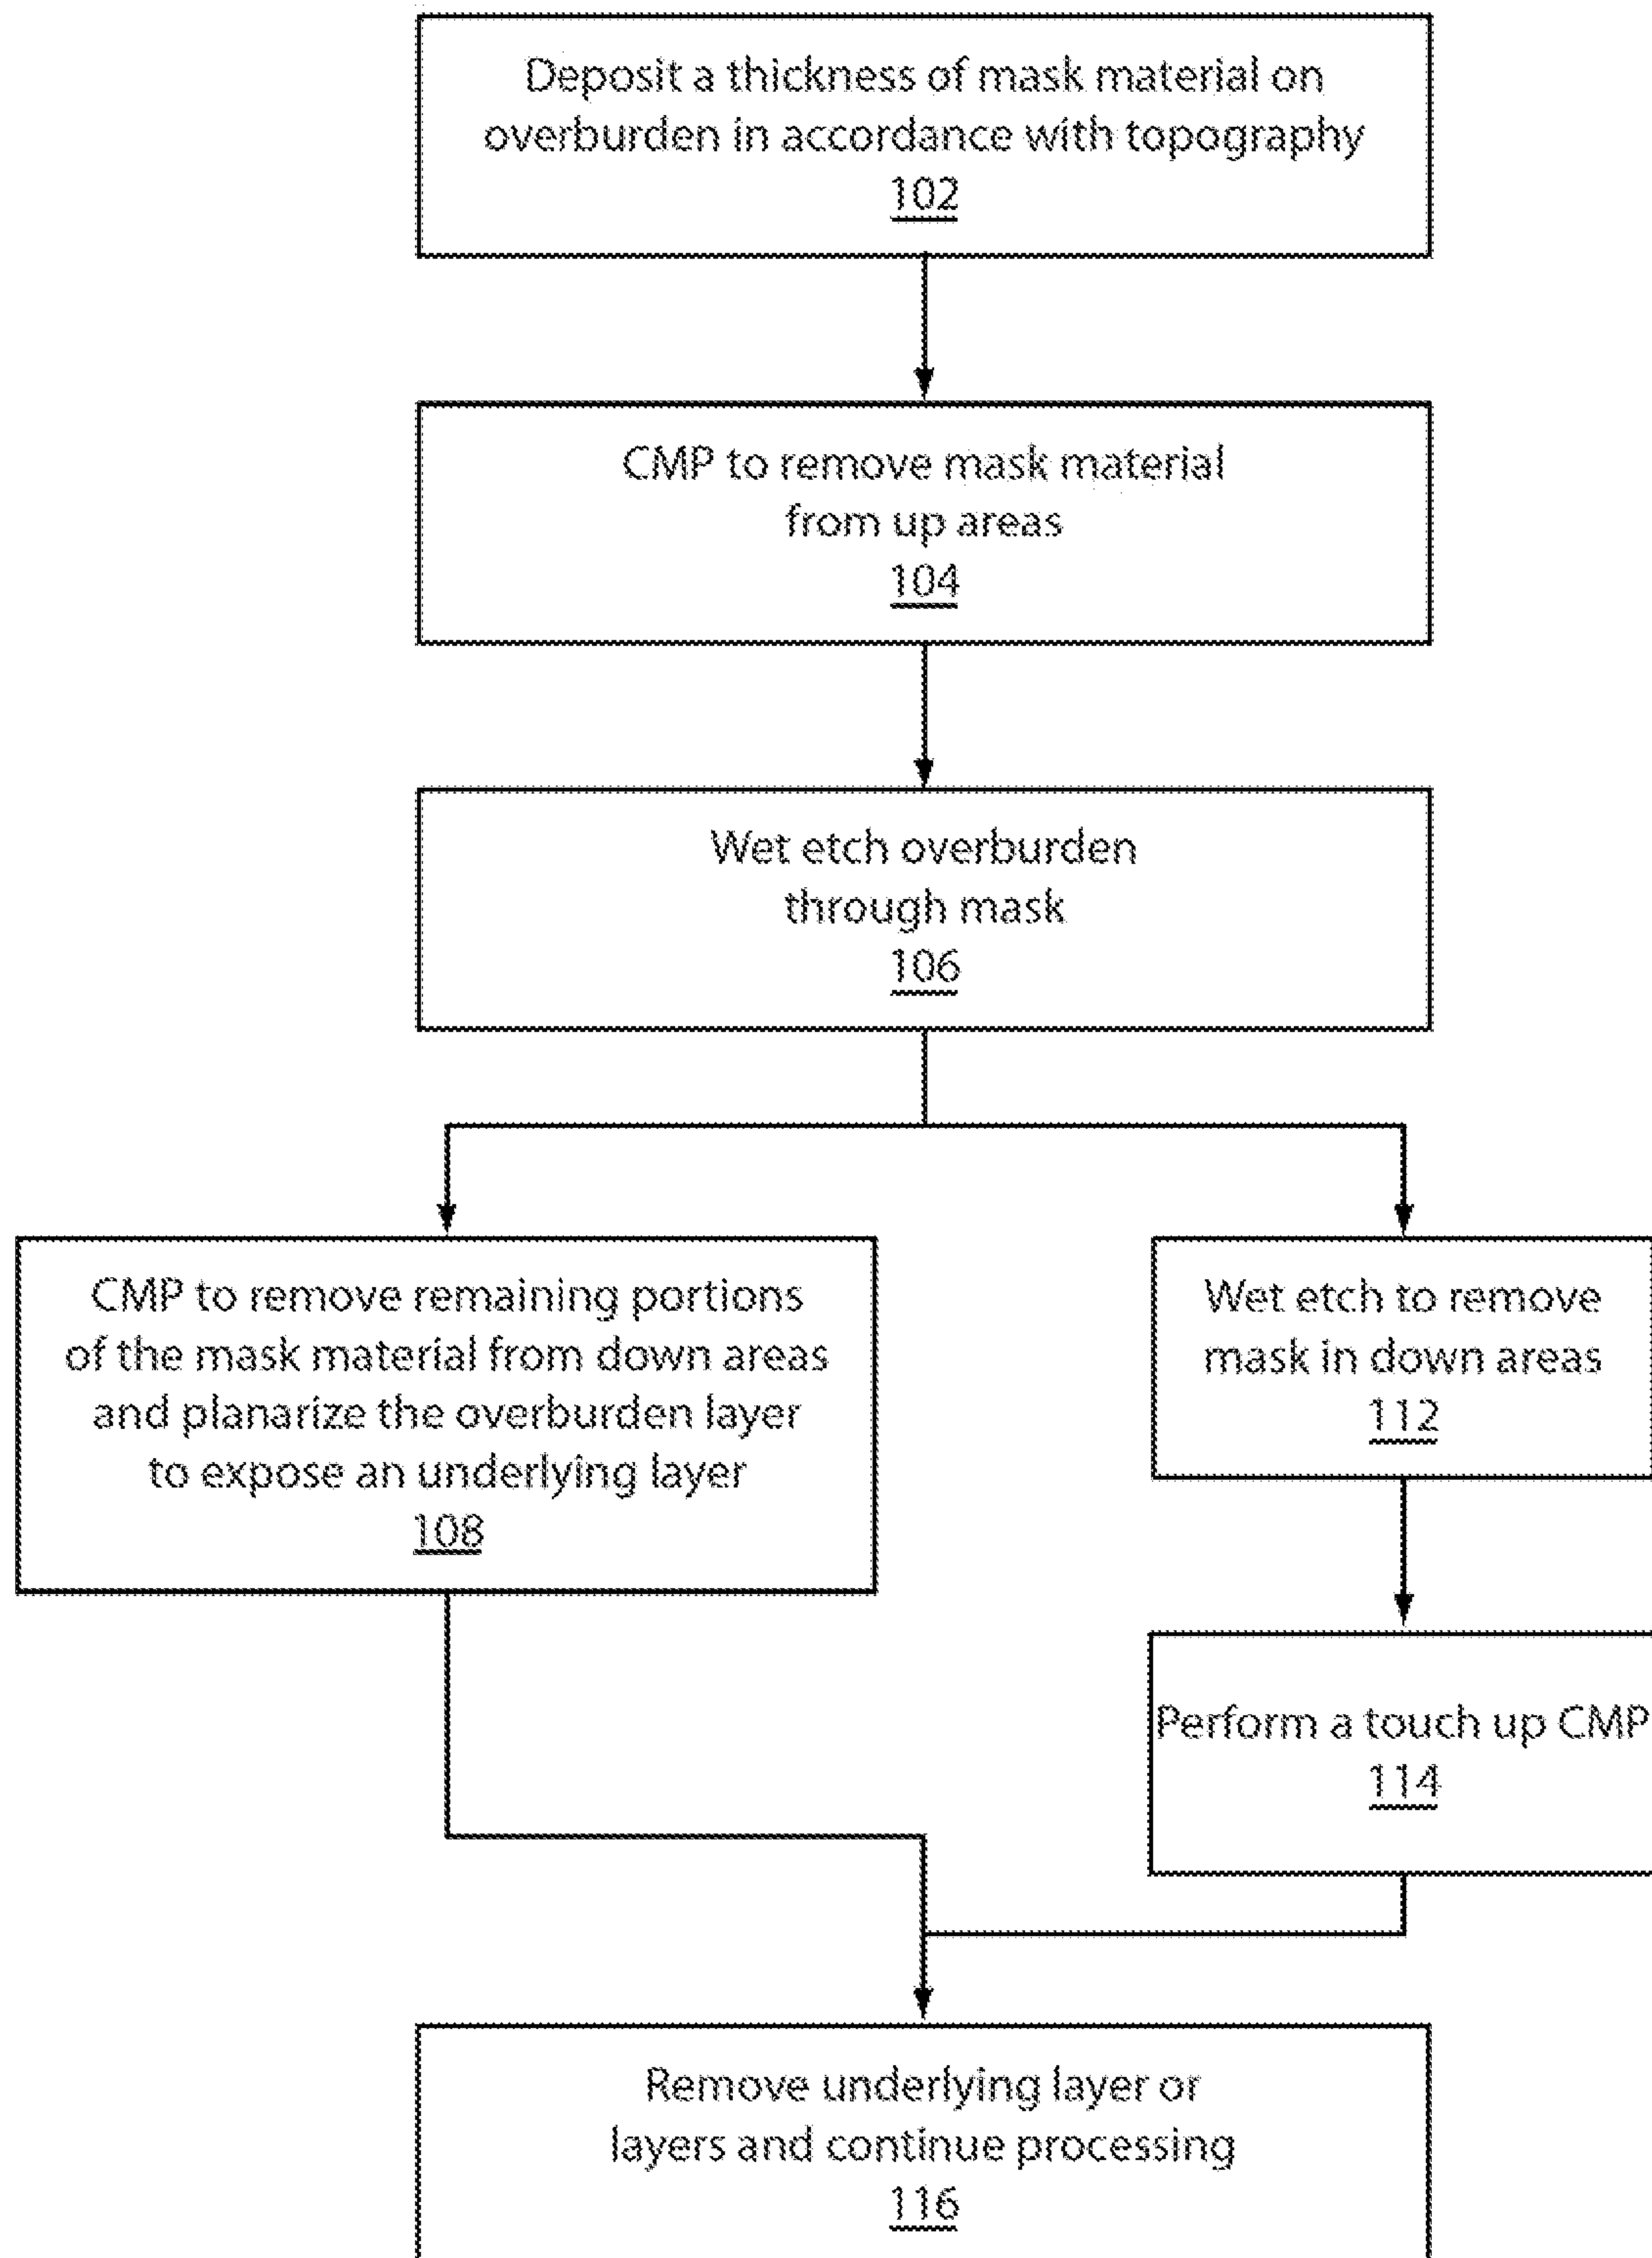 Deposit a thickness of mask material on
overburden in accordance with topography
102
CMP to remove mask material
from up areas
104
Wet etch overburden
through mask
106
CMP to remove remaining portions
of the mask material from down areas
and planarize the overburden layer
to expose an underlying layer
108
Wet etch to remove
mask in down areas
112
Perform a touch up CMP
114
Remove underlying layer or
layers and continue processing
116